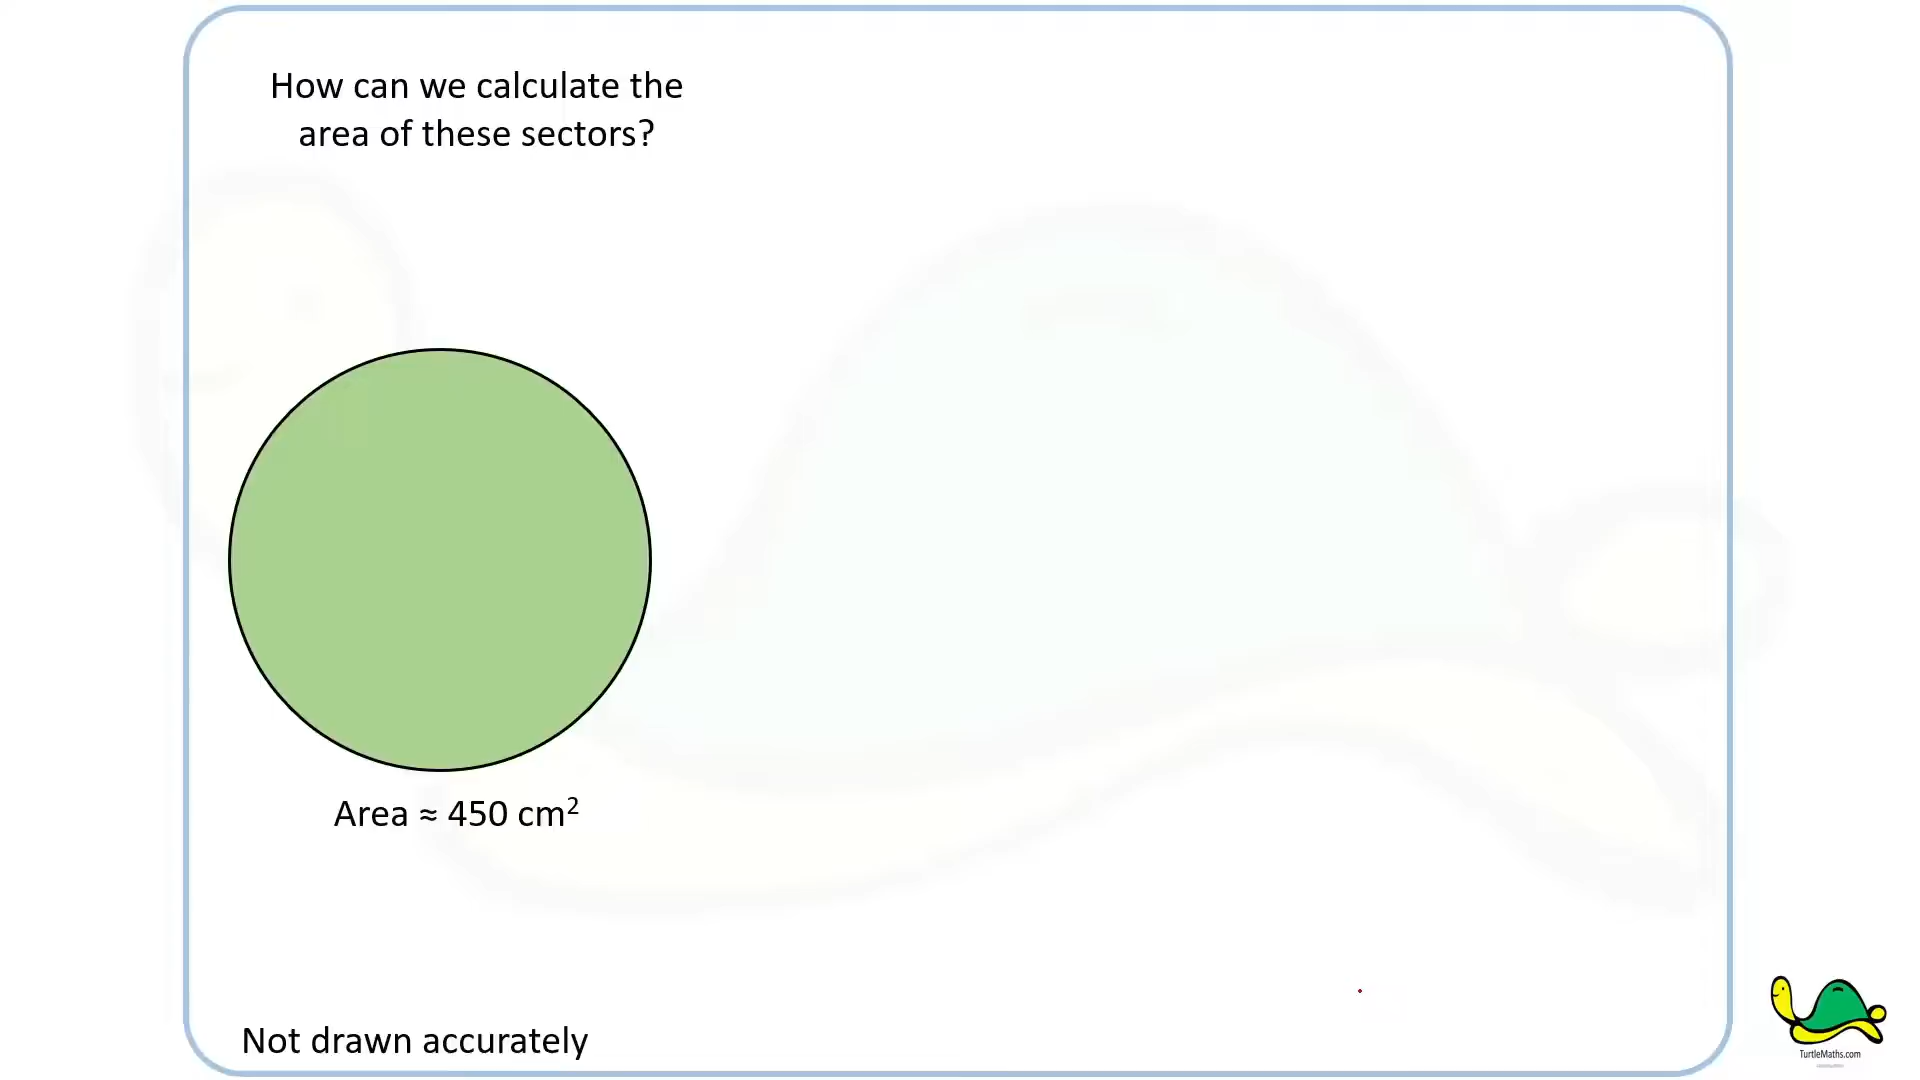 How can we calculate the
area of these sectors?
Area ≈ 450 cm²
Not drawn accurately
TurtleMaths.com